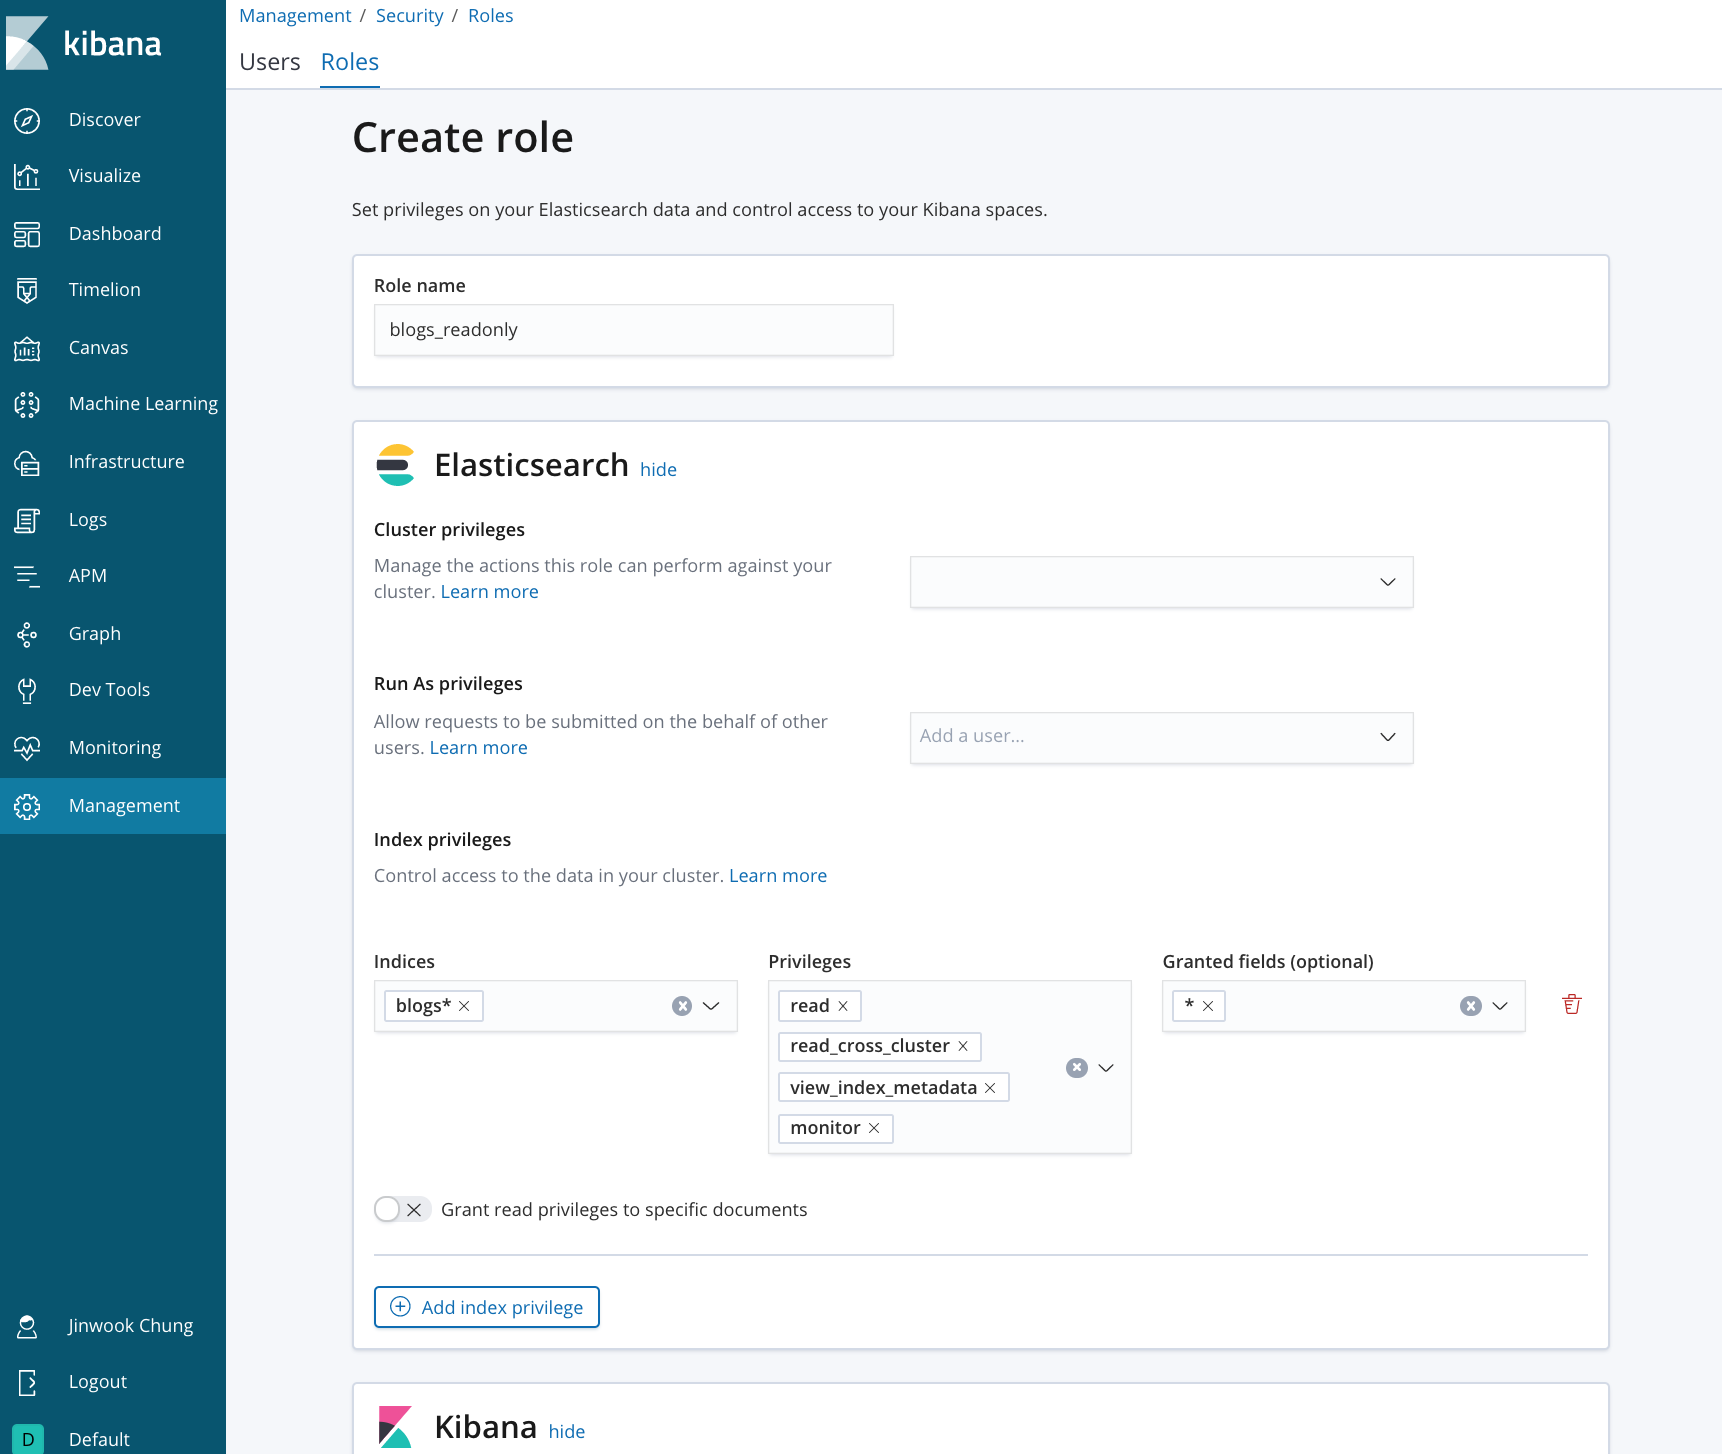 kibana
Discover
Visualize
Dashboard
Timelion
Canvas
Machine Learning
Infrastructure
Logs
APM
Graph
Dev Tools
Monitoring
Management
Jinwook Chung
Logout
D Default
Management / Security / Roles
Users Roles
Create role
Set privileges on your Elasticsearch data and control access to your Kibana spaces.
Role name
blogs_readonly
Elasticsearch hide
Cluster privileges
Manage the actions this role can perform against your
cluster. Learn more
Run As privileges
Allow requests to be submitted on the behalf of other
users. Learn more
Add a user...
Index privileges
Control access to the data in your cluster. Learn more
Indices
blogs*
Privileges
read
read_cross_cluster
view_index_metadata
monitor
Granted fields (optional)
*
Grant read privileges to specific documents
Add index privilege
Kibana hide